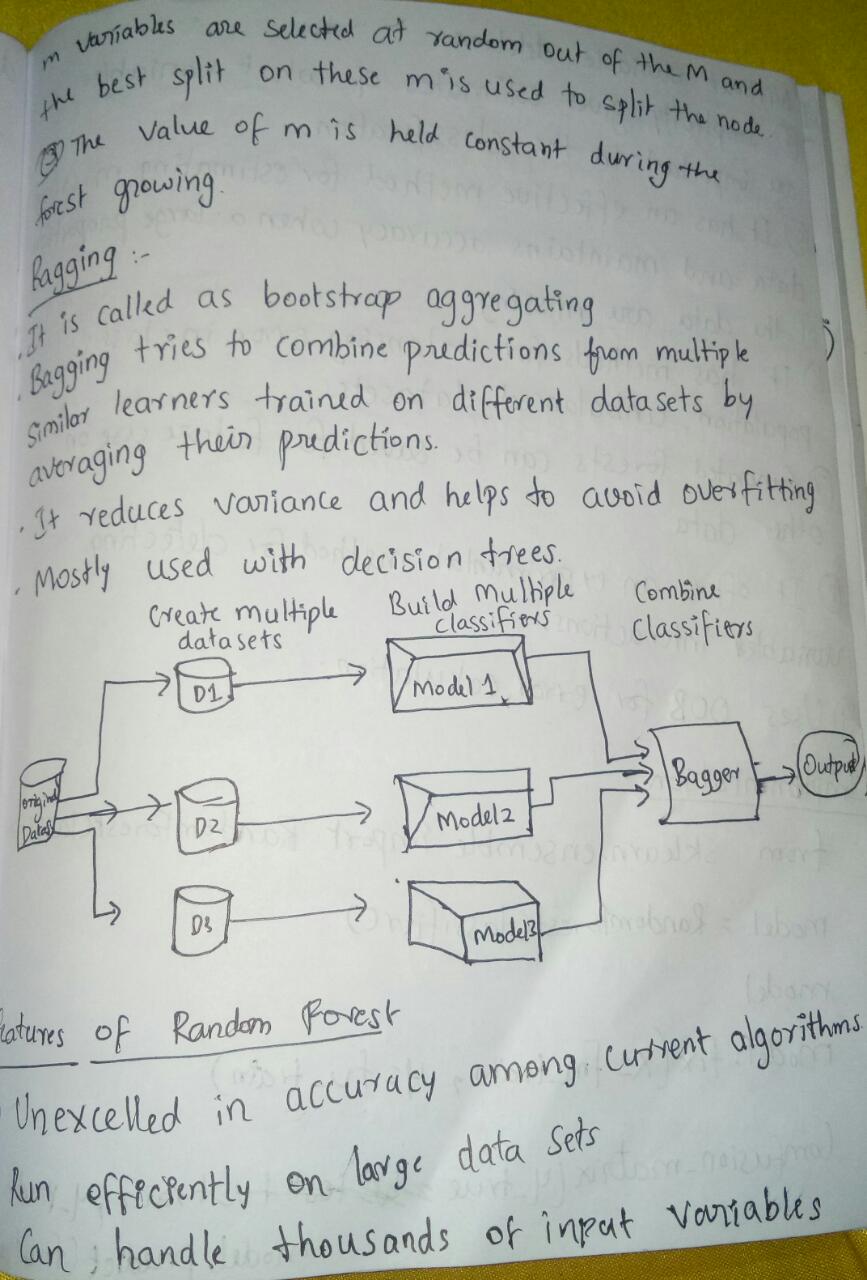 m variables are selected at random out of the M and
the best split on these m is used to split the node.
③ The value of m is held constant during the
forest growing.
Bagging :-
. It is called as bootstrap aggregating
. Bagging tries to combine predictions from multiple
similar learners trained on different datasets by
averaging their predictions.
. It reduces variance and helps to avoid overfitting
. Mostly used with decision trees.
Create multiple
datasets
Build multiple
classifiers
Combine
Classifiers
D1
Model 1
original
Dataset
D2
Model2
Bagger
Output
D3
Model3
eatures of Random Forest
Unexcelled in accuracy among current algorithms
Run efficiently on large data sets
Can handle thousands of input variables